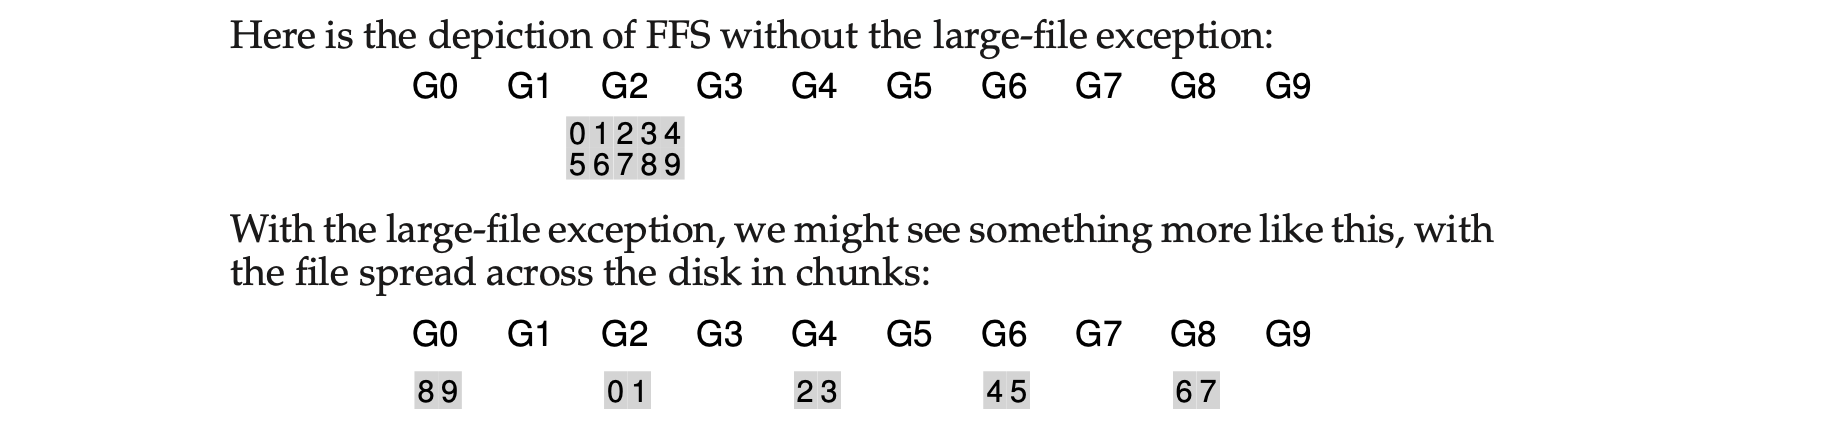 Here is the depiction of FFS without the large-file exception:
G0 G1 G2 G3 G4 G5 G6 G7 G8 G9
0 1 2 3 4
5 6 7 8 9
With the large-file exception, we might see something more like this, with
the file spread across the disk in chunks:
G0 G1 G2 G3 G4 G5 G6 G7 G8 G9
8 9 0 1 2 3 4 5 6 7